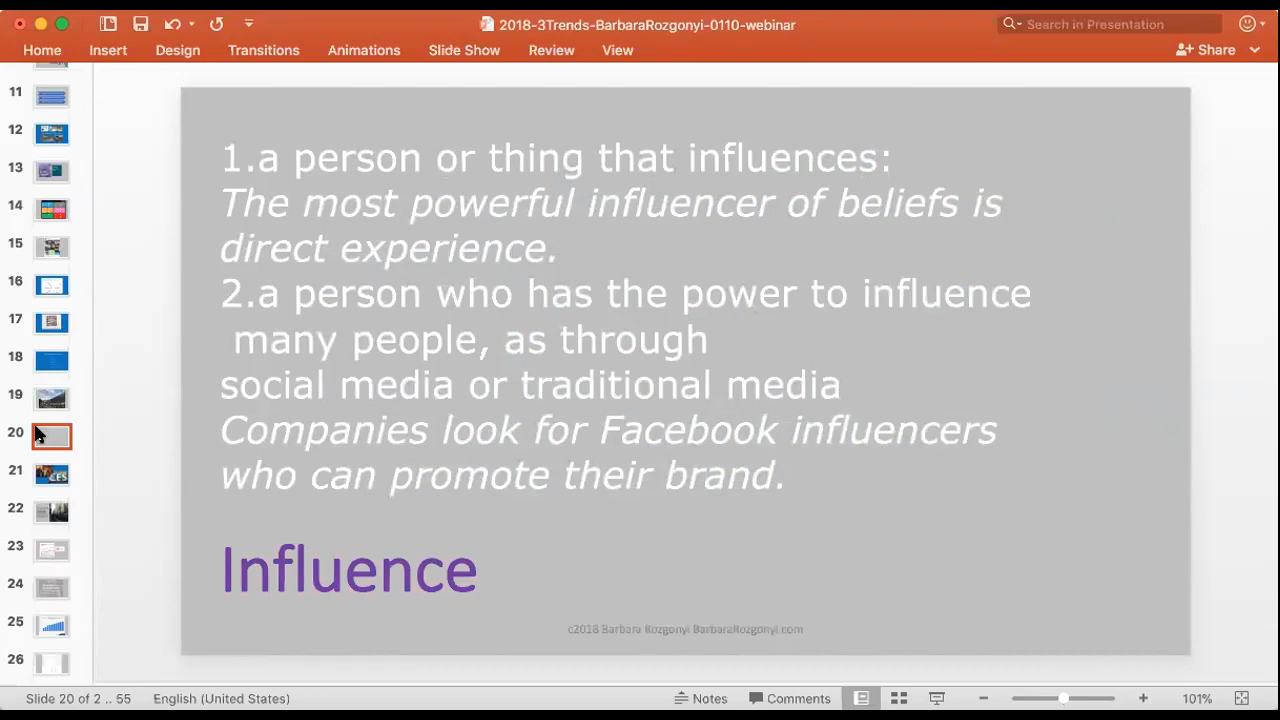 2018-3Trends-BarbaraRozgonyi-0110-webinar
Search in Presentation
Home Insert Design Transitions Animations Slide Show Review View Share
11
12
13
14
15
16
17
18
19
20
21
22
23
24
25
26
1.a person or thing that influences:
The most powerful influencer of beliefs is
direct experience.
2.a person who has the power to influence
many people, as through
social media or traditional media
Companies look for Facebook influencers
who can promote their brand.
Influence
c2018 Barbara Rozgonyi BarbaraRozgonyi.com
Slide 20 of 2 .. 55 English (United States) Notes Comments 101%